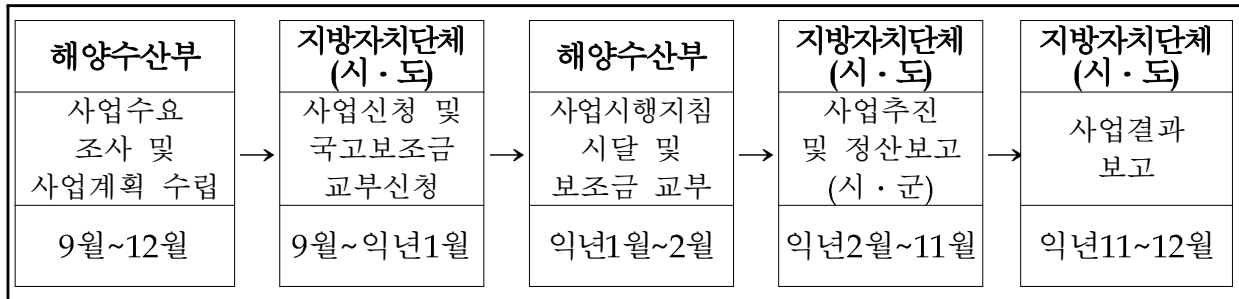 해양수산부
사업수요
조사 및
사업계획 수립
9월~12월
→
지방자치단체
(시·도)
사업신청 및
국고보조금
교부신청
9월~익년1월
→
해양수산부
사업시행지침
시달 및
보조금 교부
익년1월~2월
→
지방자치단체
(시·도)
사업추진
및 정산보고
(시·군)
익년2월~11월
→
지방자치단체
(시·도)
사업결과
보고
익년11~12월